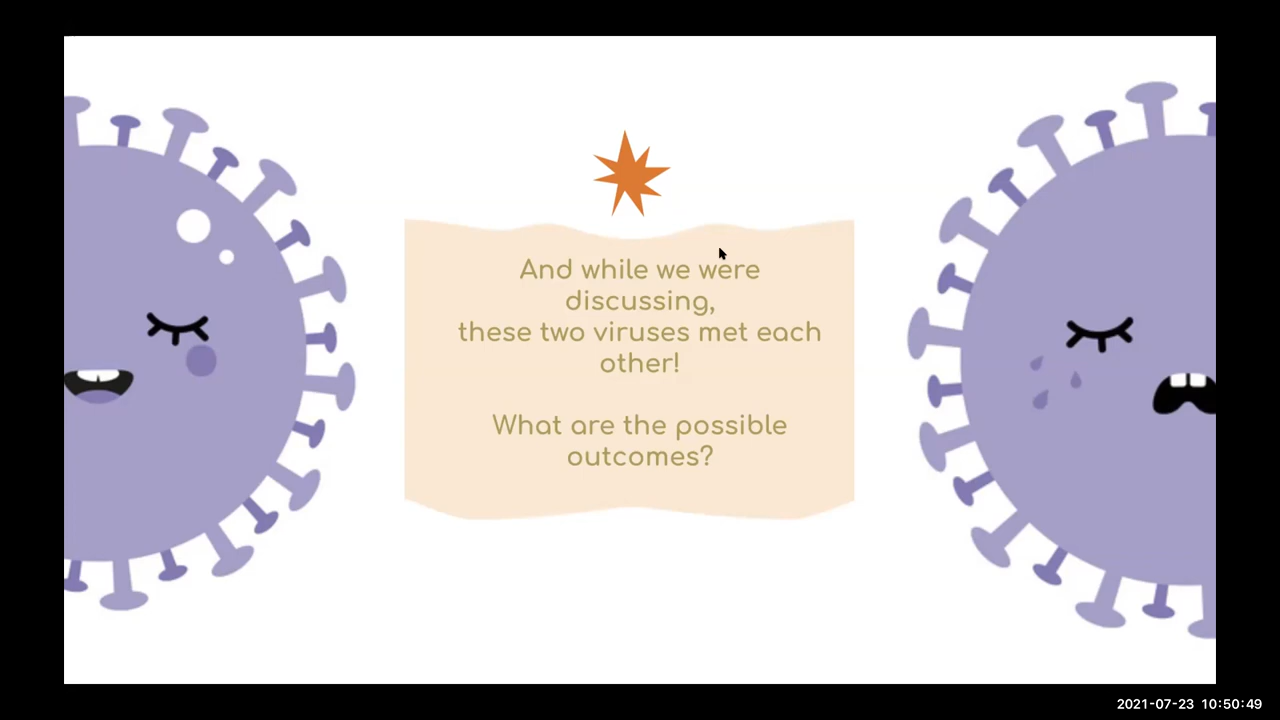 And while we were
discussing,
these two viruses met each
other!
What are the possible
outcomes?
2021-07-23 10:50:49